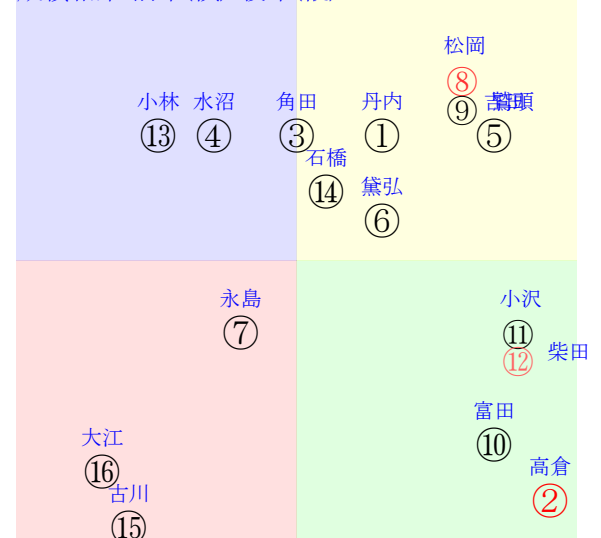 松岡
⑧
小林 水沼 角田 丹内 ⑨ 鷲頭
⑬ ④ ③ ① ⑤
石橋
⑭ 黛弘
⑥
永島 小沢
⑦ ⑪
⑫ 柴田
富田
大江 ⑩
⑯ 高倉
古川 ②
⑮